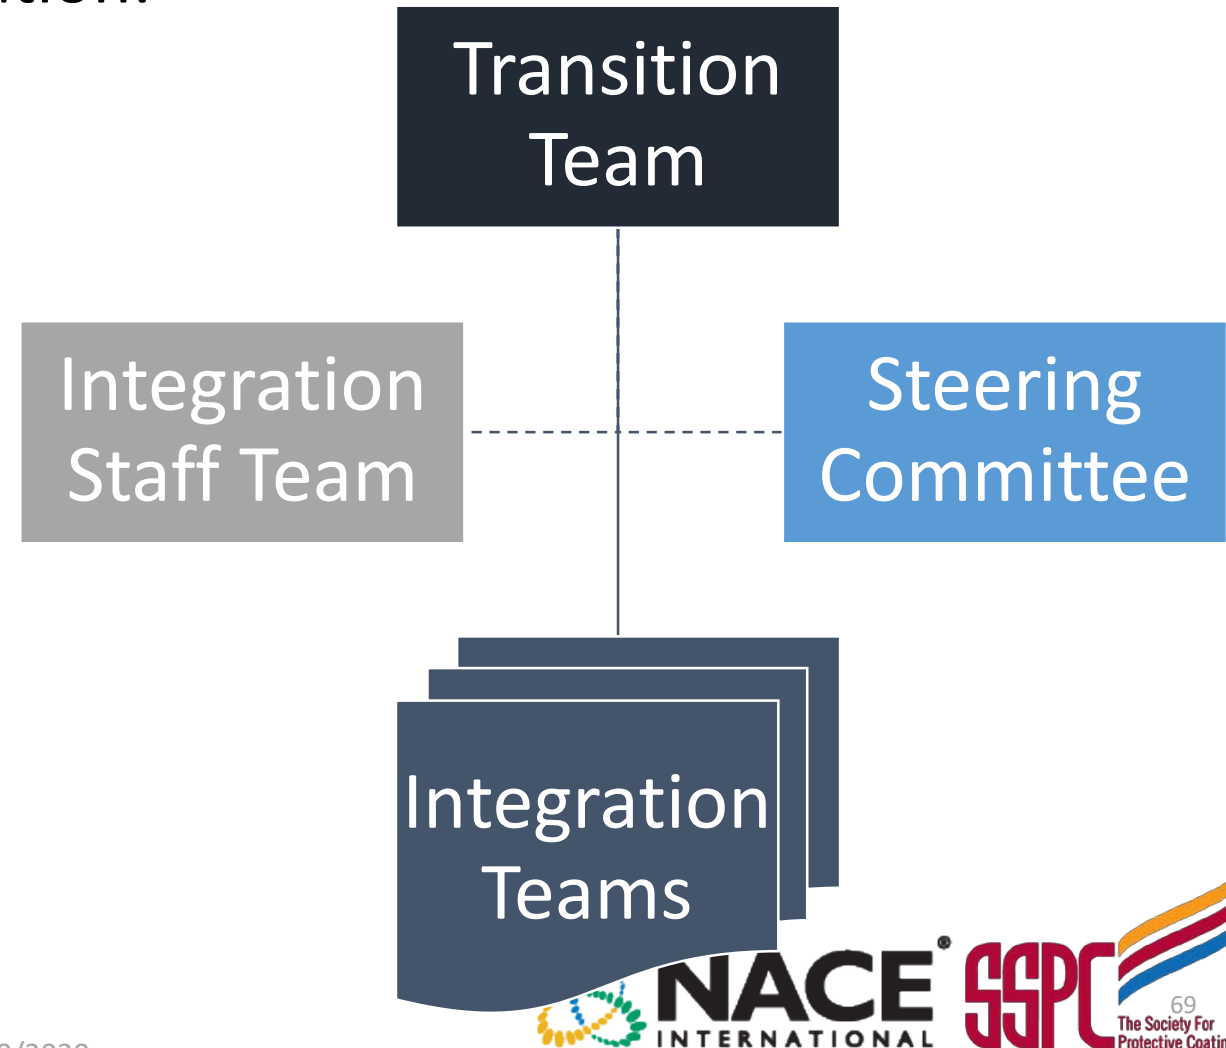 Transition
Team
Integration
Staff Team
Steering
Committee
Integration
Teams
NACE®
INTERNATIONAL
SSPC
69
The Society For